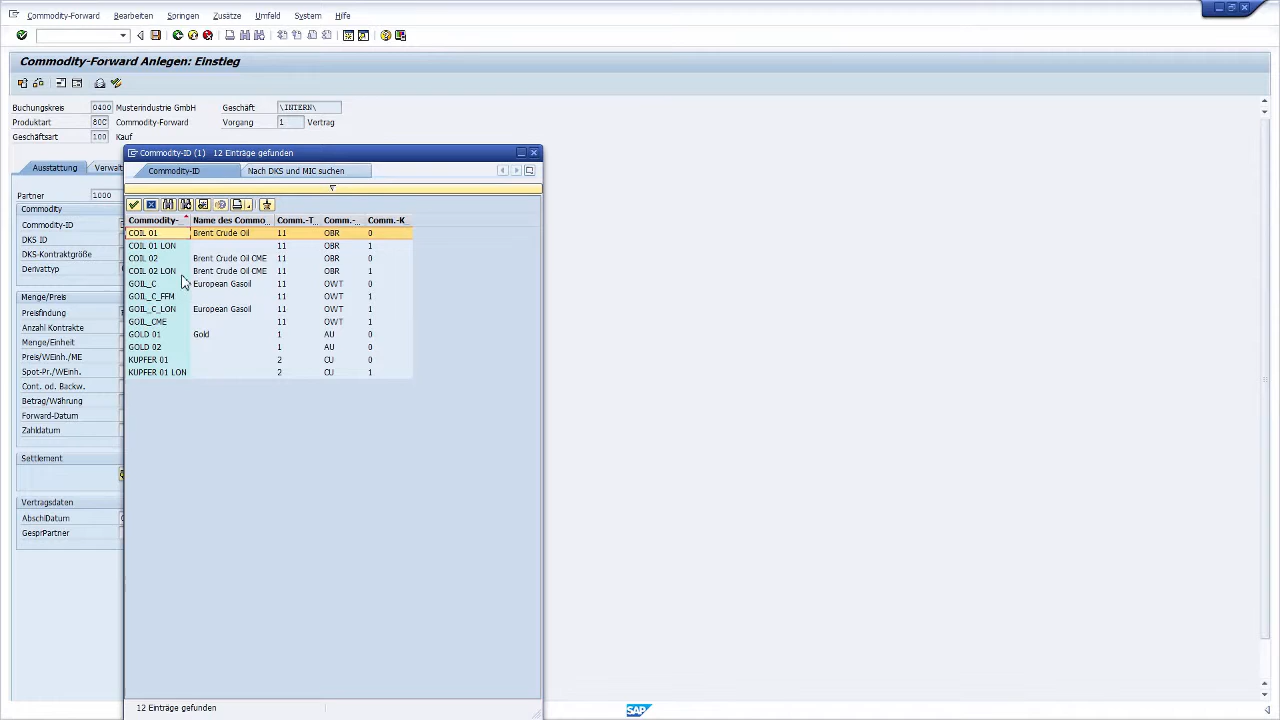 Commodity-Forward Bearbeiten Springen Zusätze Umfeld System Hilfe
Commodity-Forward Anlegen: Einstieg
Buchungskreis 0400 Musterindustrie GmbH Geschäft \INTERN\
Produktart 80C Commodity-Forward Vorgang 1 Vertrag
Geschäftsart 100 Kauf
Ausstattung Verwalt
Partner 1000
Commodity
Commodity-ID
DKS ID
DKS-Kontraktgröße
Derivattyp
Menge/Preis
Preisfindung
Anzahl Kontrakte
Menge/Einheit
Preis/WEinh./ME
Spot-Pr./WEinh.
Cont. od. Backw.
Betrag/Währung
Forward-Datum
Zahldatum
Settlement
Vertragsdaten
AbschlDatum
GesprPartner
Commodity-ID (1) 12 Einträge gefunden
Commodity-ID Nach DKS und MIC suchen
Commodity-... Name des Commo... Comm.-T... Comm.-... Comm.-K...
COIL 01 Brent Crude Oil 11 OBR 0
COIL 01 LON 11 OBR 1
COIL 02 Brent Crude Oil CME 11 OBR 0
COIL 02 LON Brent Crude Oil CME 11 OBR 1
GOIL_C European Gasoil 11 OWT 0
GOIL_C_FFM 11 OWT 1
GOIL_C_LON European Gasoil 11 OWT 1
GOIL_CME 11 OWT 1
GOLD 01 Gold 1 AU 0
GOLD 02 1 AU 0
KUPFER 01 2 CU 0
KUPFER 01 LON 2 CU 1
12 Einträge gefunden
SAP